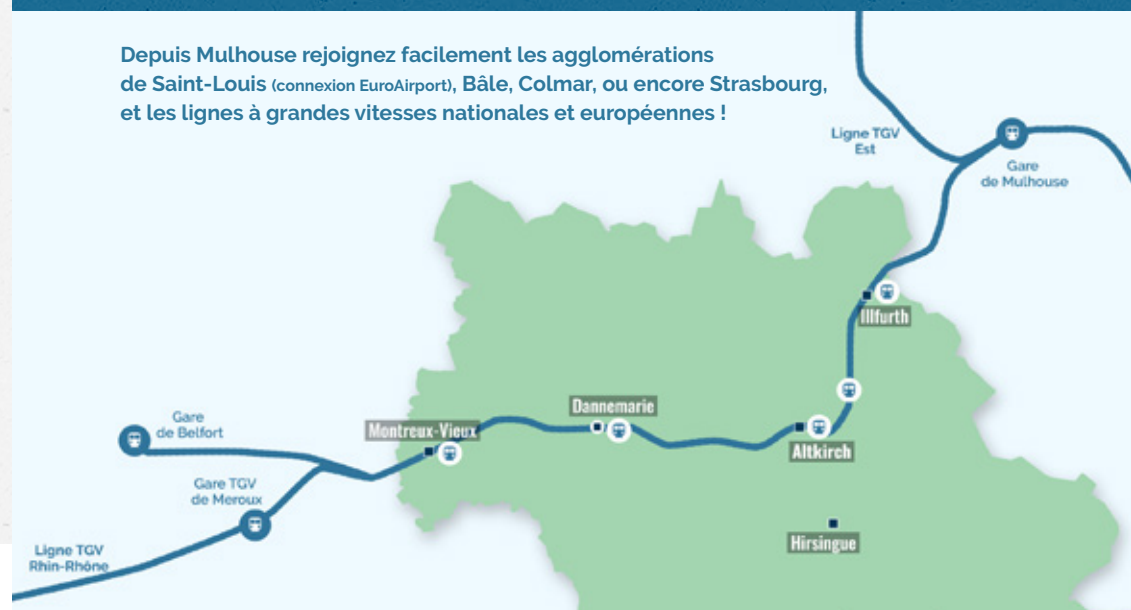 Depuis Mulhouse rejoignez facilement les agglomérations
de Saint-Louis (connexion EuroAirport), Bâle, Colmar, ou encore Strasbourg,
et les lignes à grandes vitesses nationales et européennes !
Ligne TGV
Est
Gare
de Mulhouse
Illfurth
Dannemarie
Montreux-Vieux
Altkirch
Gare
de Belfort
Gare TGV
de Meroux
Hirsingue
Ligne TGV
Rhin-Rhône